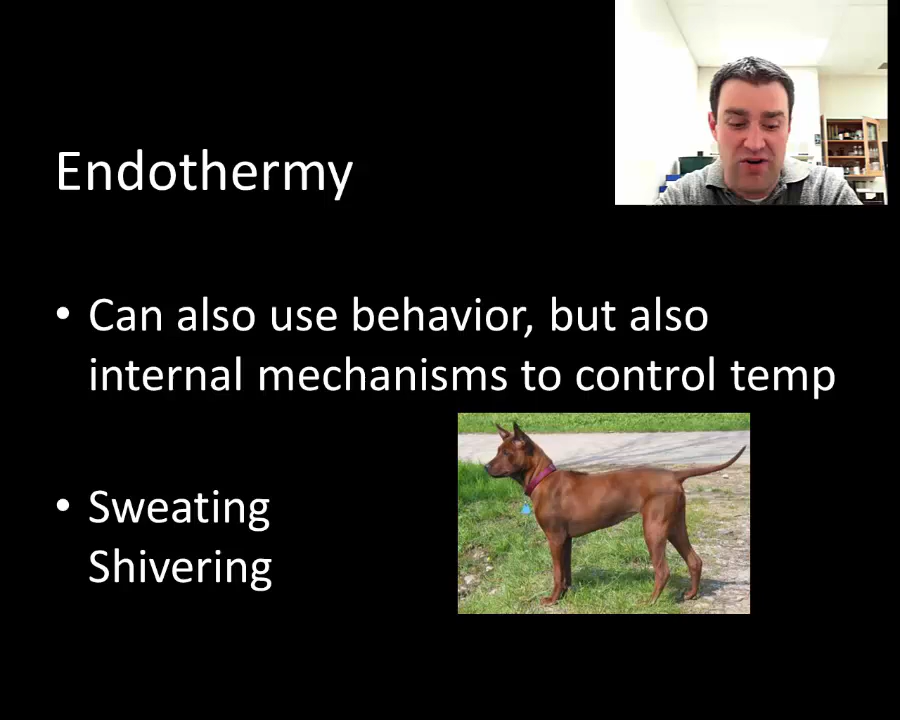 Endothermy
• Can also use behavior, but also
internal mechanisms to control temp
• Sweating
Shivering